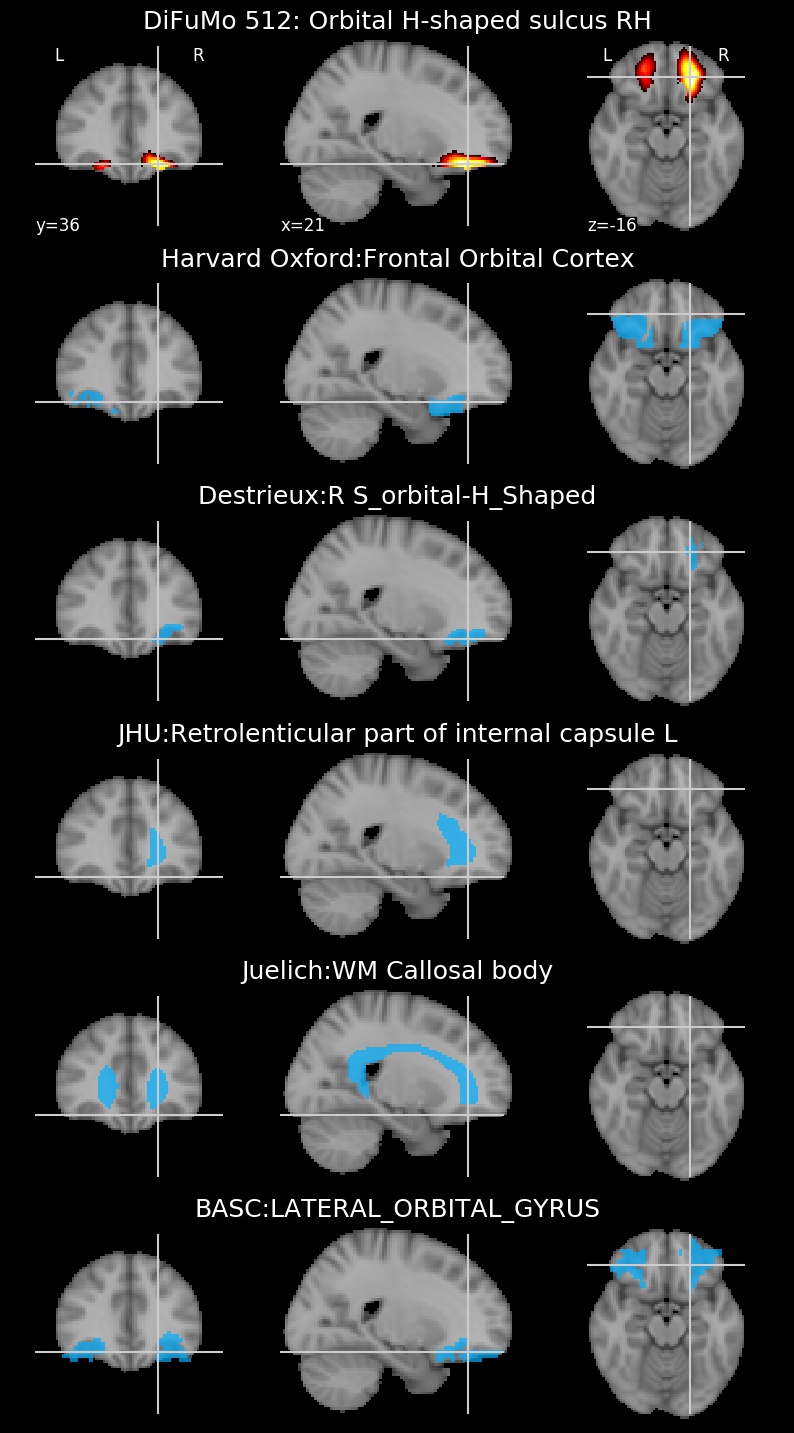 DiFuMo 512: Orbital H-shaped sulcus RH
L R L R
y=36 x=21 z=-16
Harvard Oxford:Frontal Orbital Cortex
Destrieux:R S_orbital-H_Shaped
JHU:Retrolenticular part of internal capsule L
Juelich:WM Callosal body
BASC:LATERAL_ORBITAL_GYRUS